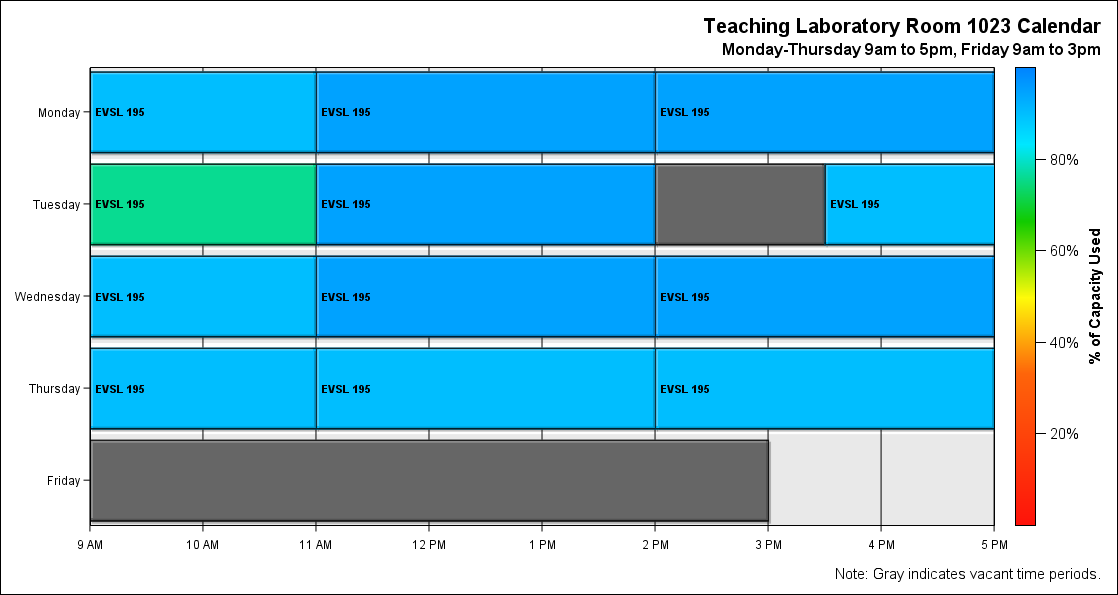 Teaching Laboratory Room 1023 Calendar
Monday-Thursday 9am to 5pm, Friday 9am to 3pm
Monday
EVSL 195
EVSL 195
EVSL 195
Tuesday
EVSL 195
EVSL 195
EVSL 195
Wednesday
EVSL 195
EVSL 195
EVSL 195
Thursday
EVSL 195
EVSL 195
EVSL 195
Friday
9 AM
10 AM
11 AM
12 PM
1 PM
2 PM
3 PM
4 PM
5 PM
80%
60%
40%
20%
% of Capacity Used
Note: Gray indicates vacant time periods.